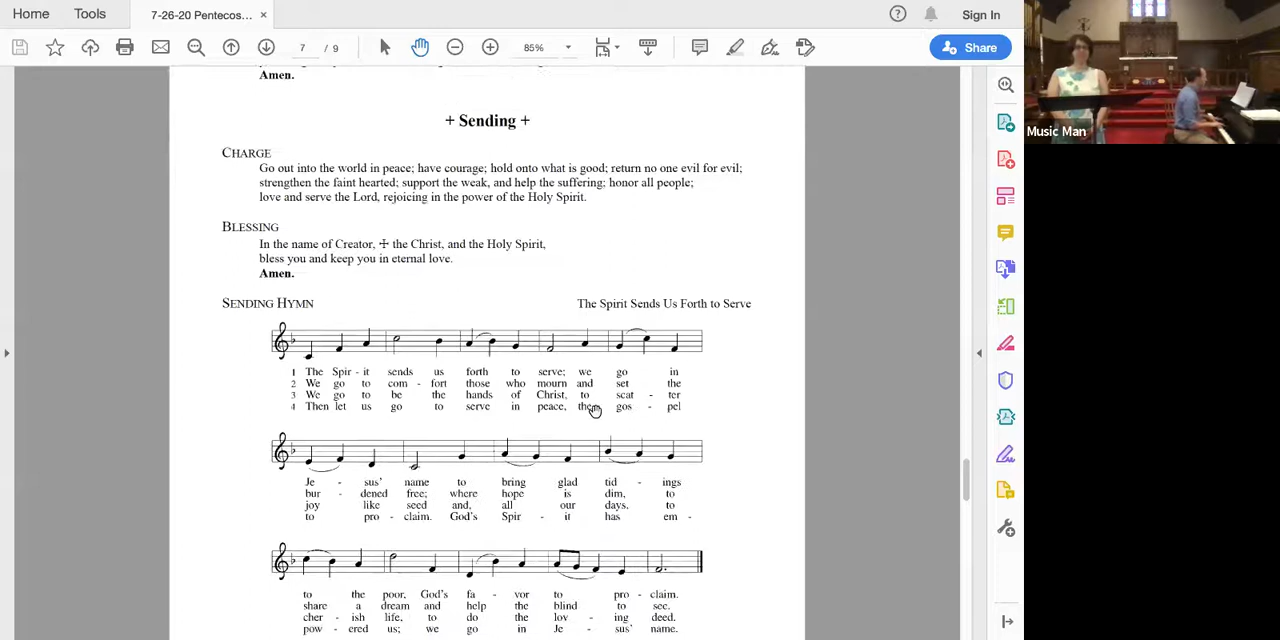 Home Tools 7-26-20 Pentecos... × Sign In
7 / 9 85% Share
Amen.
+ Sending +
CHARGE
Go out into the world in peace; have courage; hold onto what is good; return no one evil for evil;
strengthen the faint hearted; support the weak, and help the suffering; honor all people;
love and serve the Lord, rejoicing in the power of the Holy Spirit.
BLESSING
In the name of Creator, ☩ the Christ, and the Holy Spirit,
bless you and keep you in eternal love.
Amen.
SENDING HYMN The Spirit Sends Us Forth to Serve
1 The Spir - it sends us forth to serve; we go in
2 We go to com - fort those who mourn and set the
3 We go to be the hands of Christ, to scat - ter
4 Then let us go to serve in peace, the gos - pel
Je - sus' name to bring glad tid - ings
bur - dened free; where hope is dim, to
joy like seed and, all our days, to
to pro - claim. God's Spir - it has em -
to the poor, God's fa - vor to pro - claim.
share a dream and help the blind to see.
cher - ish life, to do the lov - ing deed.
pow - ered us; we go in Je - sus' name.
Music Man